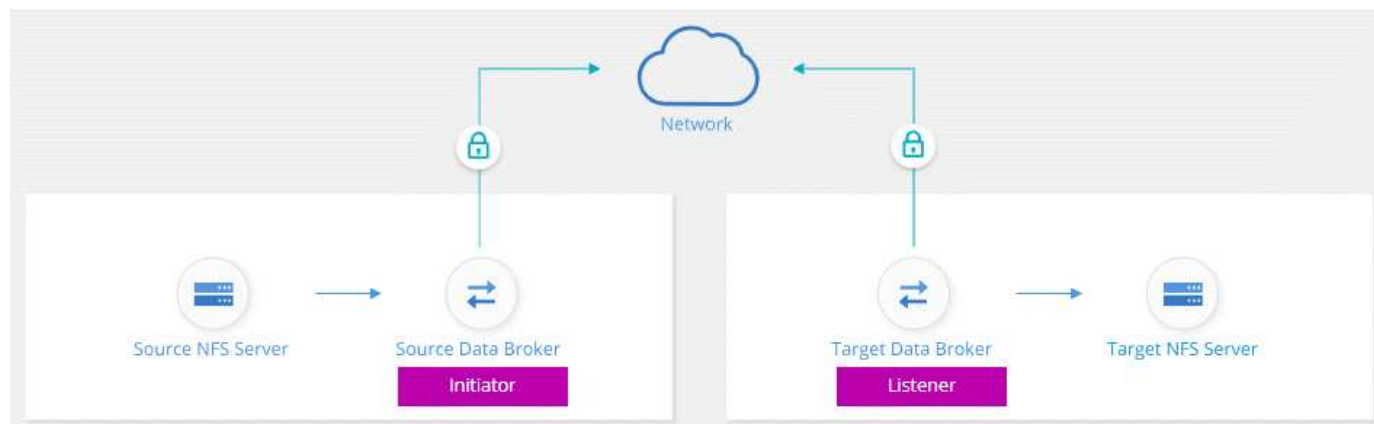 Network
Source NFS Server
Source Data Broker
Target Data Broker
Target NFS Server
Initiator
Listener